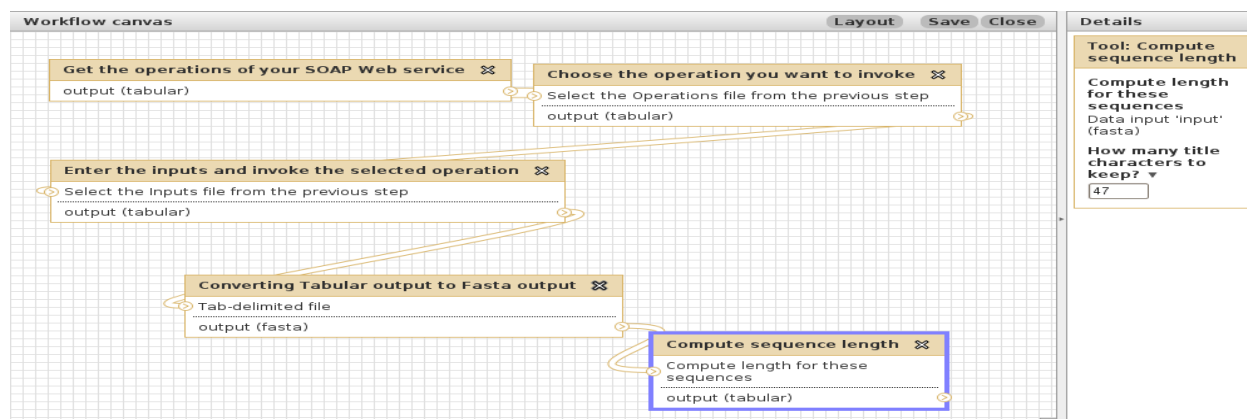 Workflow canvas
Layout
Save
Close
Details
Get the operations of your SOAP Web service
output (tabular)
Choose the operation you want to invoke
Select the Operations file from the previous step
output (tabular)
Enter the inputs and invoke the selected operation
Select the Inputs file from the previous step
output (tabular)
Converting Tabular output to Fasta output
Tab-delimited file
output (fasta)
Compute sequence length
Compute length for these
sequences
output (tabular)
Tool: Compute
sequence length
Compute length
for these
sequences
Data input 'input'
(fasta)
How many title
characters to
keep?
47